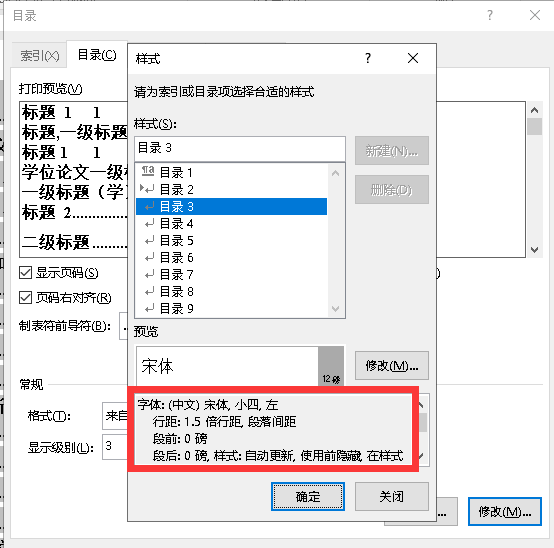 目录
索引(X)
目录(C)
打印预览(V)
标题 1 1
标题,一级标题
标题 1 1
学位论文一级
一级标题（学
标题 2
二级标题
显示页码(S)
页码右对齐(R)
制表符前导符(B):
常规
格式(T):
来自
显示级别(L):
3
修改(M)...
样式
请为索引或目录项选择合适的样式
样式(S):
目录 3
新建(N)...
删除(D)
目录 1
目录 2
目录 3
目录 4
目录 5
目录 6
目录 7
目录 8
目录 9
预览
宋体
12 磅
修改(M)...
字体: (中文) 宋体, 小四, 左
行距: 1.5 倍行距, 段落间距
段前: 0 磅
段后: 0 磅, 样式: 自动更新, 使用前隐藏, 在样式
确定
关闭